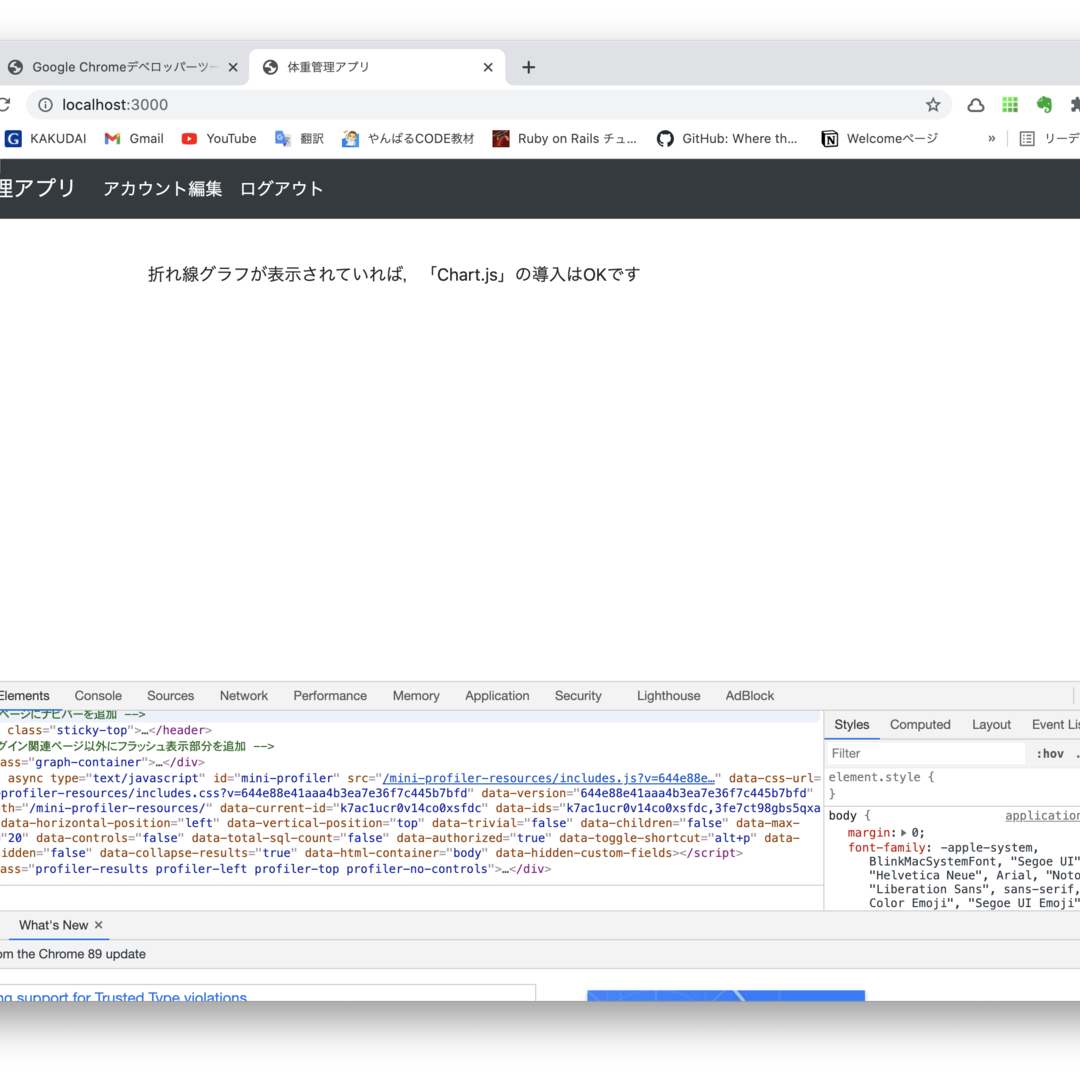 Google Chromeデベロッパーツー
体重管理アプリ
localhost:3000
KAKUDAI Gmail YouTube 翻訳 やんばるCODE教材 Ruby on Rails チュ... GitHub: Where th... Welcomeページ » リーデ
理アプリ アカウント編集 ログアウト
折れ線グラフが表示されていれば,「Chart.js」の導入はOKです
Elements Console Sources Network Performance Memory Application Security Lighthouse AdBlock
ページにナビバーを追加 -->
class="sticky-top">…</header>
グイン関連ページ以外にフラッシュ表示部分を追加 -->
ass="graph-container">…</div>
async type="text/javascript" id="mini-profiler" src="/mini-profiler-resources/includes.js?v=644e88e…" data-css-url=
profiler-resources/includes.css?v=644e88e41aaa4b3ea7e36f7c445b7bfd" data-version="644e88e41aaa4b3ea7e36f7c445b7bfd"
th="/mini-profiler-resources/" data-current-id="k7ac1ucr0v14co0xsfdc" data-ids="k7ac1ucr0v14co0xsfdc,3fe7ct98gbs5qxa
data-horizontal-position="left" data-vertical-position="top" data-trivial="false" data-children="false" data-max-
"20" data-controls="false" data-total-sql-count="false" data-authorized="true" data-toggle-shortcut="alt+p" data-
idden="false" data-collapse-results="true" data-html-container="body" data-hidden-custom-fields></script>
ass="profiler-results profiler-left profiler-top profiler-no-controls">…</div>
Styles Computed Layout Event Lis
Filter :hov .
element.style {
}
body { application
margin: 0;
font-family: -apple-system,
BlinkMacSystemFont, "Segoe UI"
"Helvetica Neue", Arial, "Noto
"Liberation Sans", sans-serif,
Color Emoji", "Segoe UI Emoji"
What's New
om the Chrome 89 update
ng support for Trusted Type violations